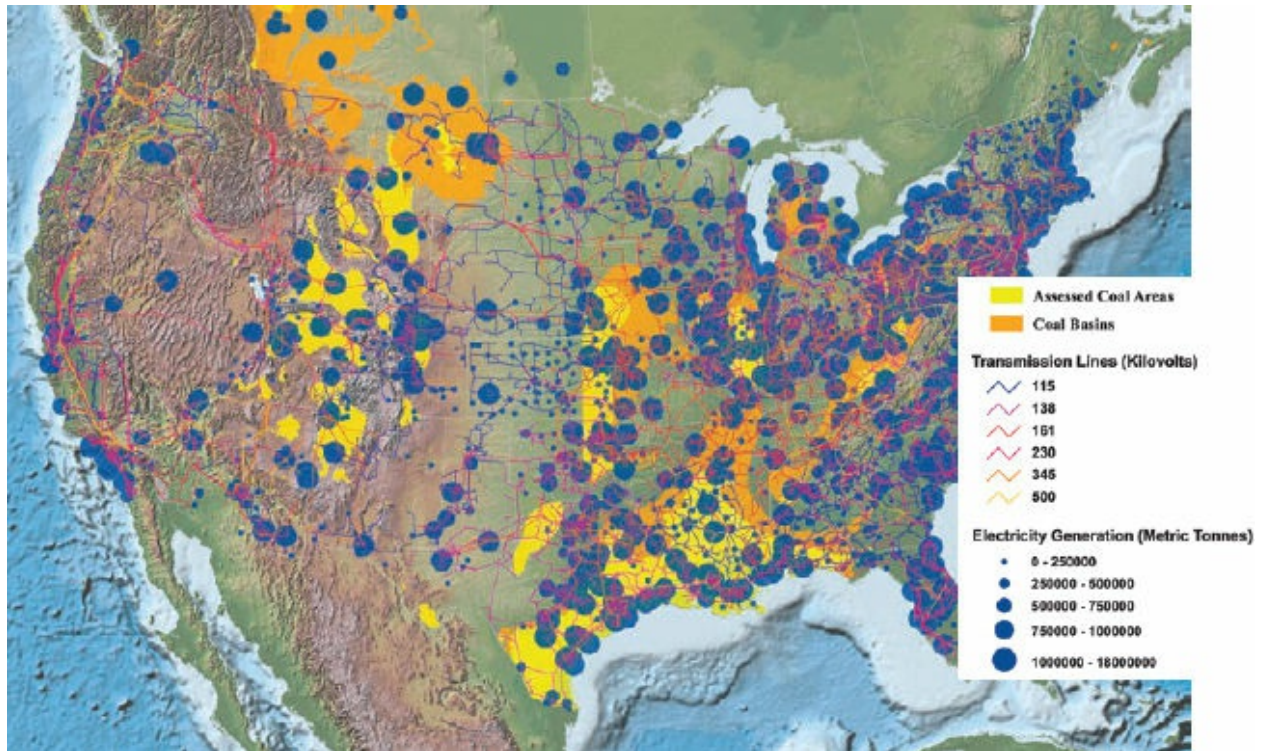 Assessed Coal Areas
Coal Basins
Transmission Lines (Kilovolts)
115
138
161
230
345
500
Electricity Generation (Metric Tonnes)
0 - 250000
250000 - 500000
500000 - 750000
750000 - 1000000
1000000 - 18000000